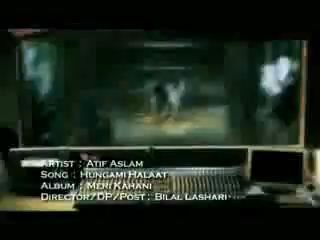 Artist : Atif Aslam
Song : Hungami Halaat
Album : Meri Kahani
Director/DP/Post : Bilal Lashari